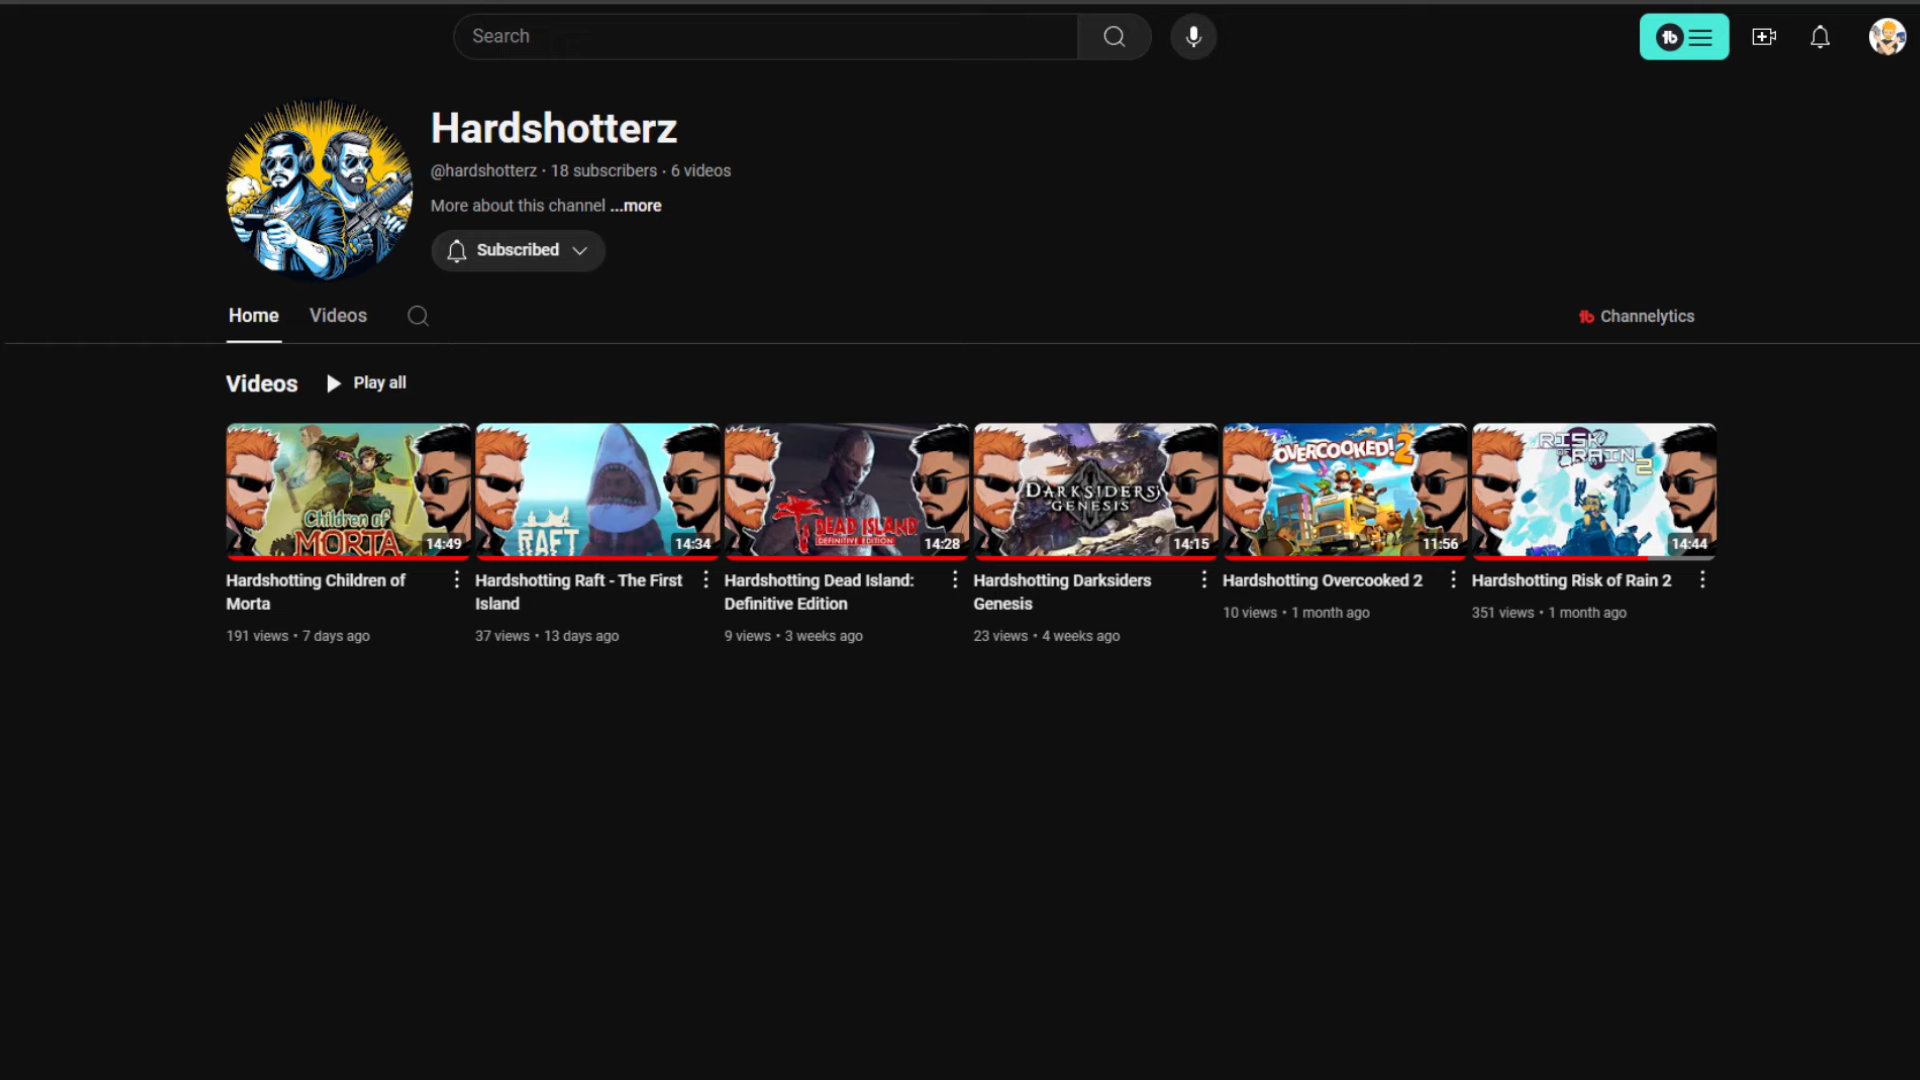 Search
Hardshotterz
@hardshotterz · 18 subscribers · 6 videos
More about this channel ...more
Subscribed
Home Videos
Channelytics
Videos Play all
Children of
MORTA
14:49
RAFT
14:34
DEAD ISLAND
DEFINITIVE EDITION
14:28
DARKSIDERS
GENESIS
14:15
OVERCOOKED! 2
11:56
RISK
OF RAIN 2
14:44
Hardshotting Children of
Morta
191 views • 7 days ago
Hardshotting Raft - The First
Island
37 views • 13 days ago
Hardshotting Dead Island:
Definitive Edition
9 views • 3 weeks ago
Hardshotting Darksiders
Genesis
23 views • 4 weeks ago
Hardshotting Overcooked 2
10 views • 1 month ago
Hardshotting Risk of Rain 2
351 views • 1 month ago